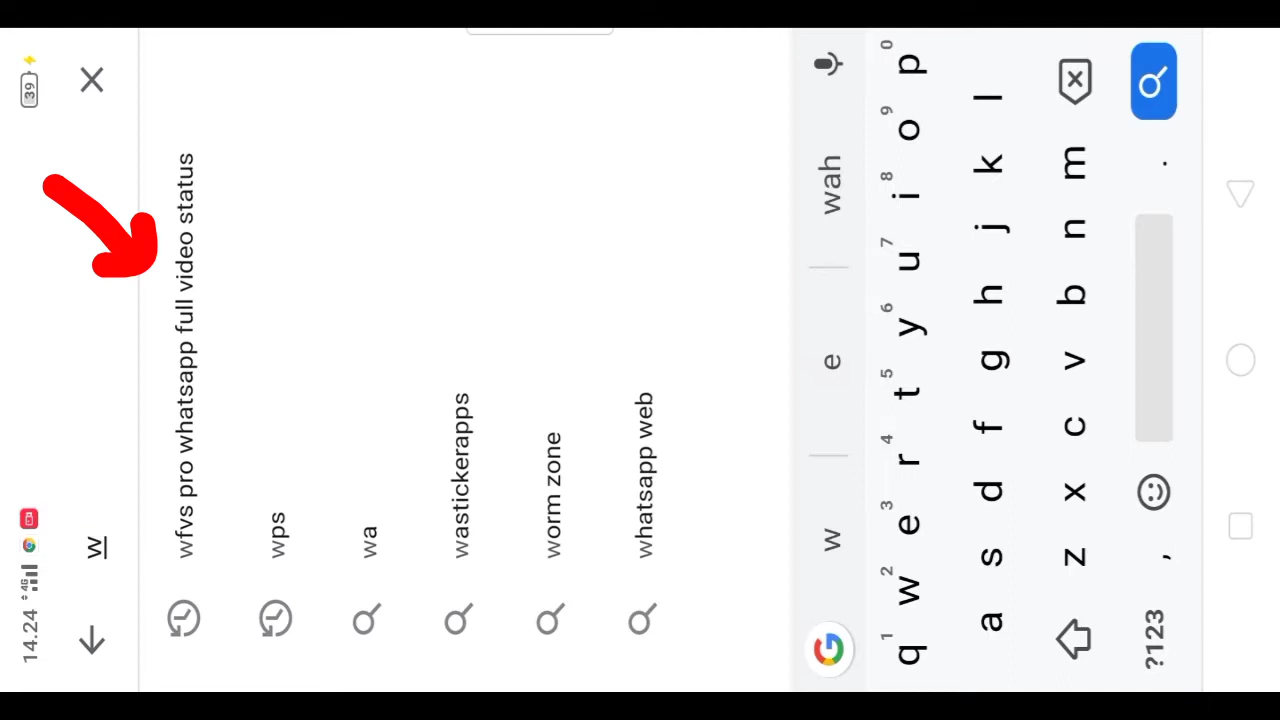 14.24 4G 39
w
wfvs pro whatsapp full video status
wps
wa
wastickerapps
worm zone
whatsapp web
w e wah
1 2 3 4 5 6 7 8 9 0
q w e r t y u i o p
a s d f g h j k l
z x c v b n m
?123 , .